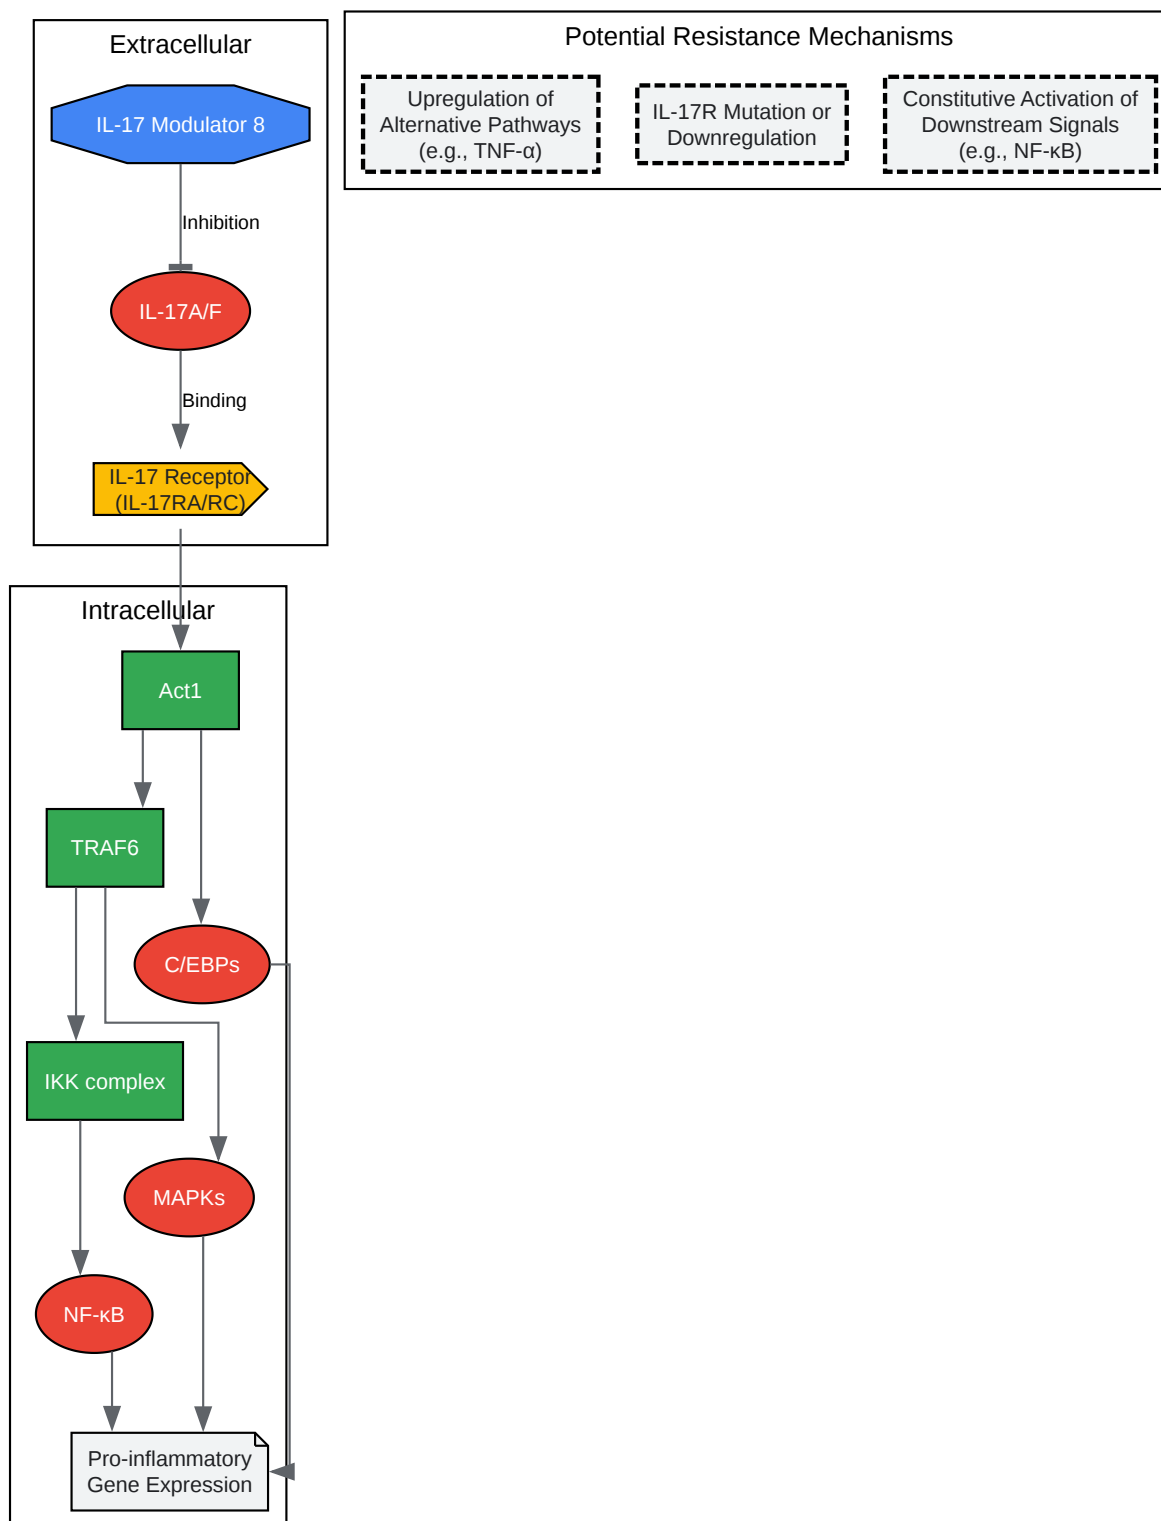 Extracellular
IL-17 Modulator 8
Inhibition
IL-17A/F
Binding
IL-17 Receptor
(IL-17RA/RC)
Potential Resistance Mechanisms
Upregulation of
Alternative Pathways
(e.g., TNF-α)
IL-17R Mutation or
Downregulation
Constitutive Activation of
Downstream Signals
(e.g., NF-κB)
Intracellular
Act1
TRAF6
C/EBPs
IKK complex
MAPKs
NF-κB
Pro-inflammatory
Gene Expression